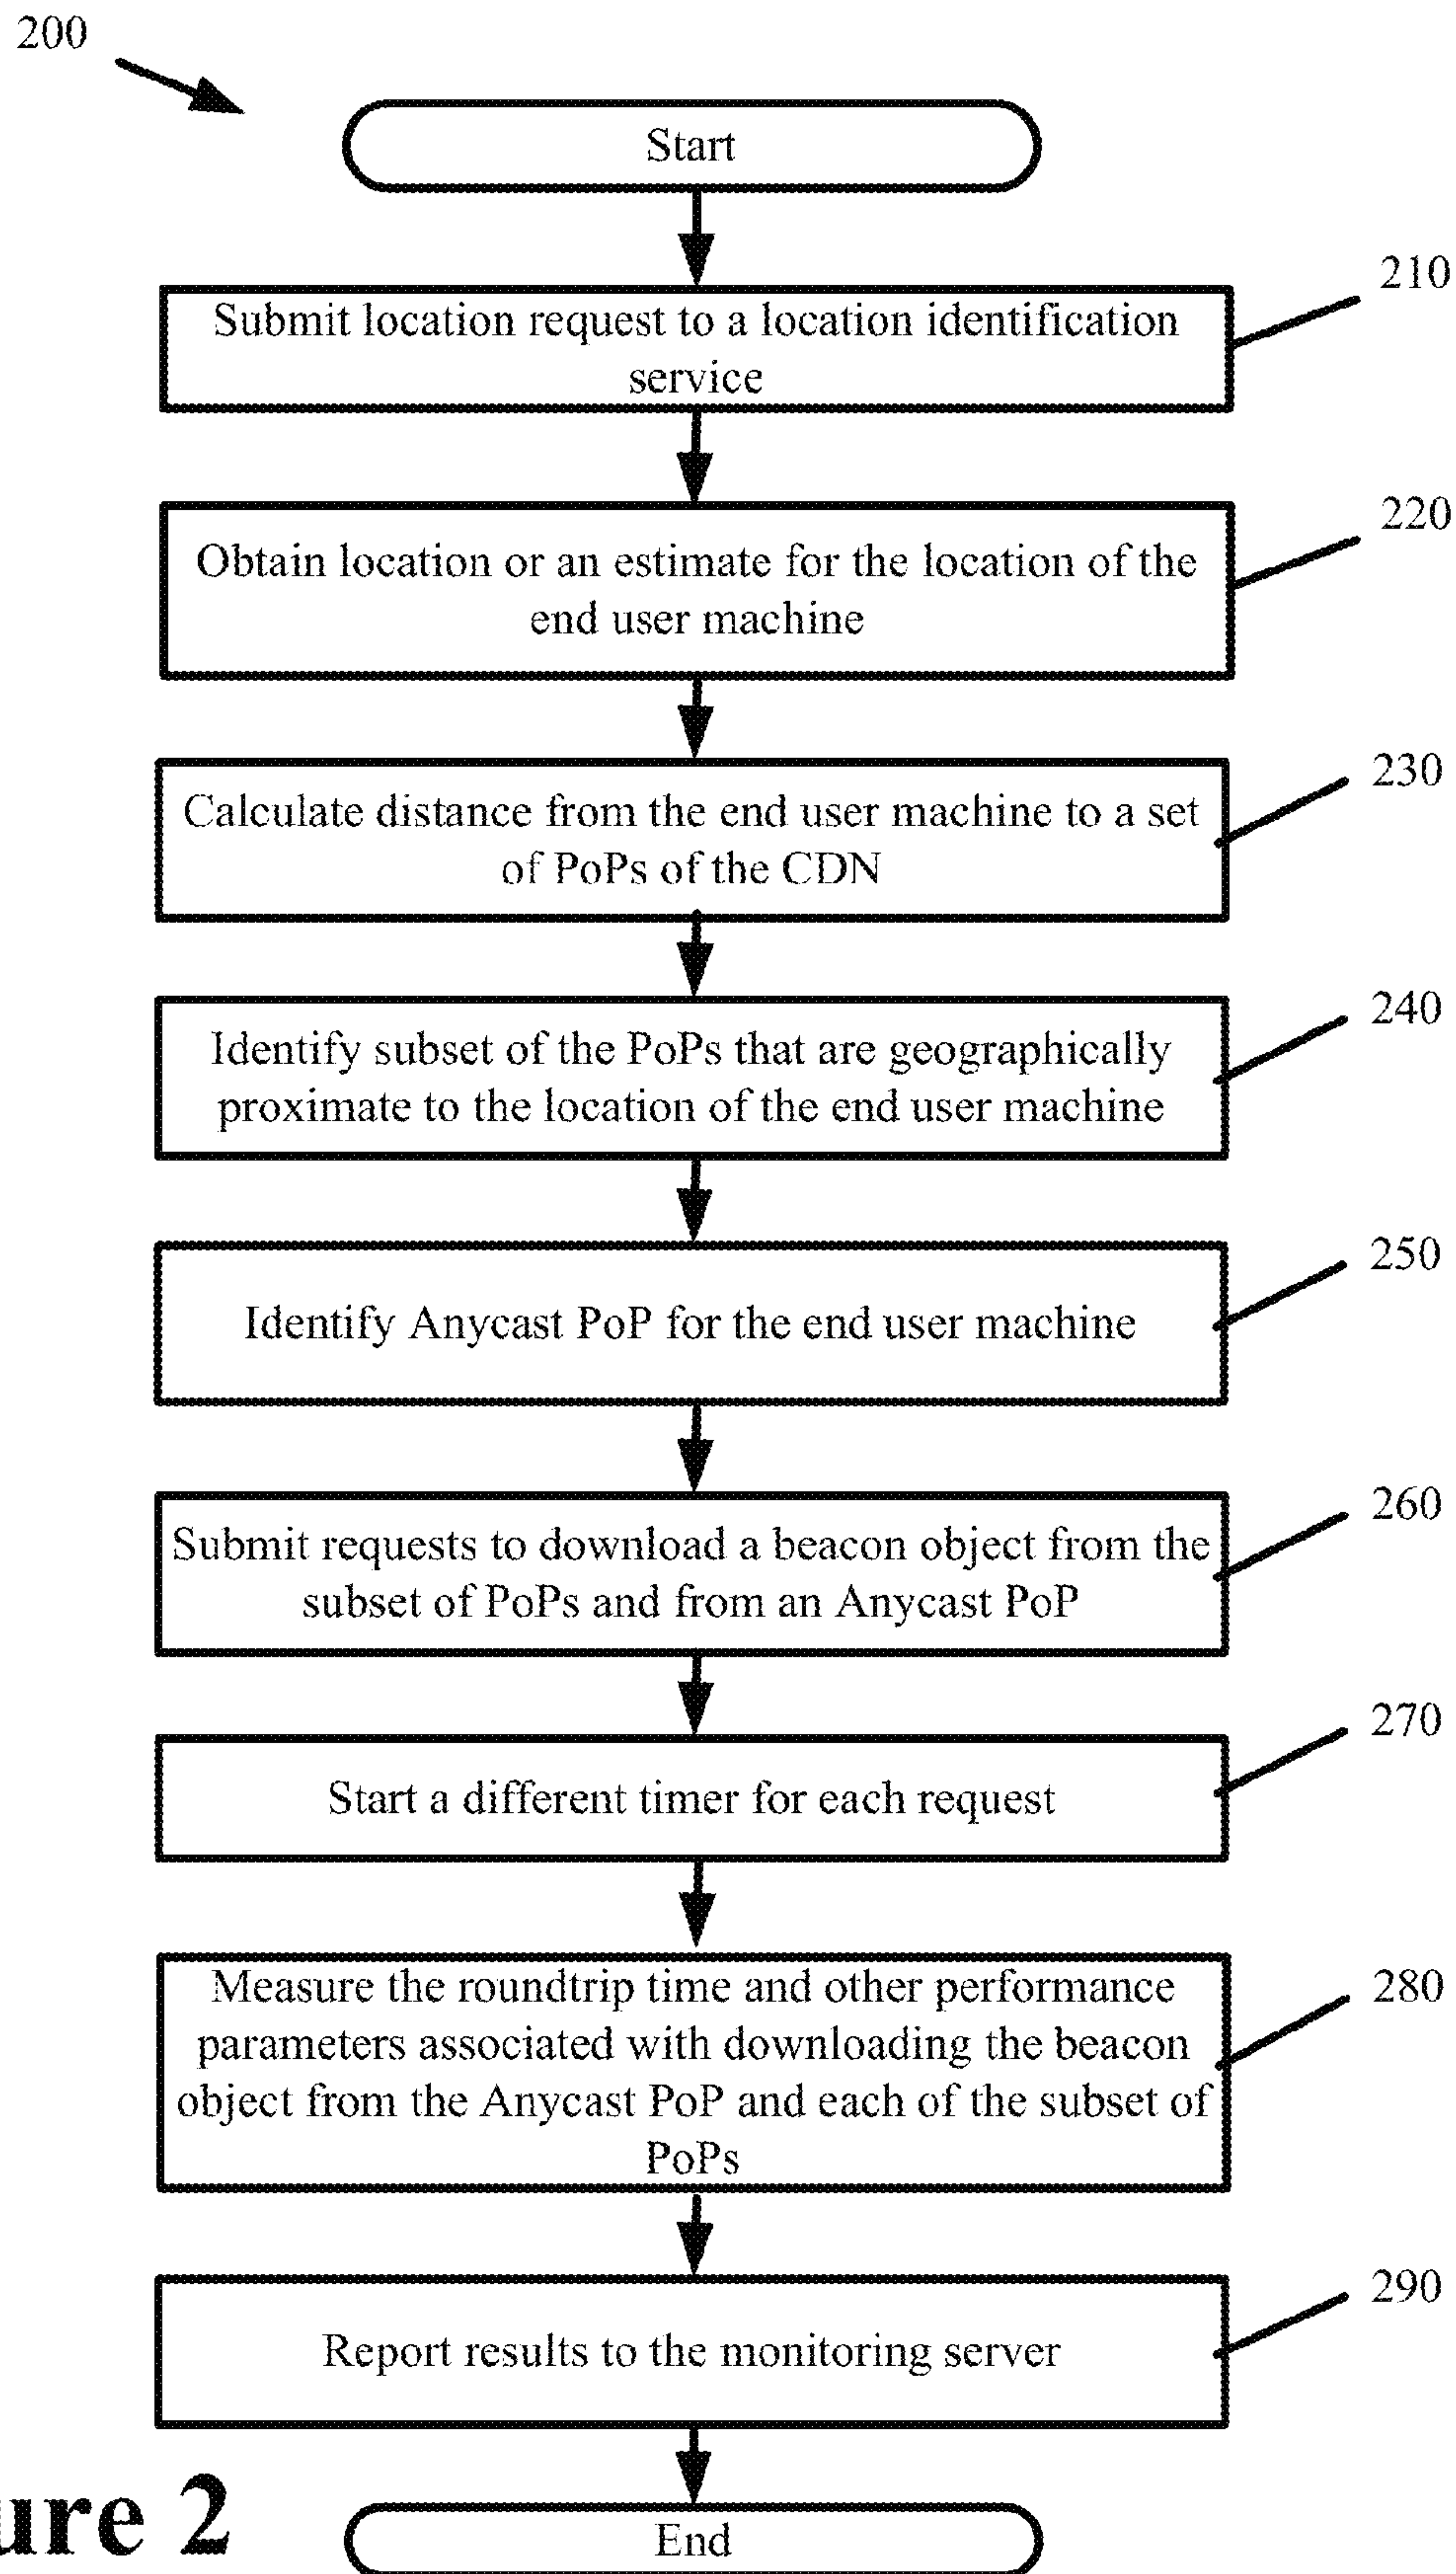 200
Start
210
Submit location request to a location identification
service
220
Obtain location or an estimate for the location of the
end user machine
230
Calculate distance from the end user machine to a set
of PoPs of the CDN
240
Identify subset of the PoPs that are geographically
proximate to the location of the end user machine
250
Identify Anycast PoP for the end user machine
260
Submit requests to download a beacon object from the
subset of PoPs and from an Anycast PoP
270
Start a different timer for each request
280
Measure the roundtrip time and other performance
parameters associated with downloading the beacon
object from the Anycast PoP and each of the subset of
PoPs
290
Report results to the monitoring server
ure 2
End